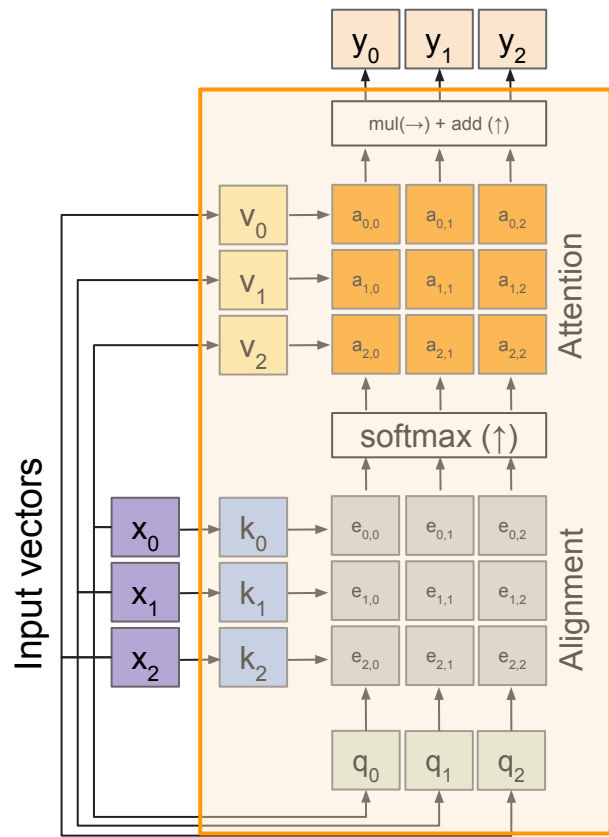 y0 y1 y2
mul(→) + add (↑)
v0 a0,0 a0,1 a0,2
v1 a1,0 a1,1 a1,2
v2 a2,0 a2,1 a2,2
Attention
softmax (↑)
Input vectors
x0 k0 e0,0 e0,1 e0,2
x1 k1 e1,0 e1,1 e1,2
x2 k2 e2,0 e2,1 e2,2
Alignment
q0 q1 q2